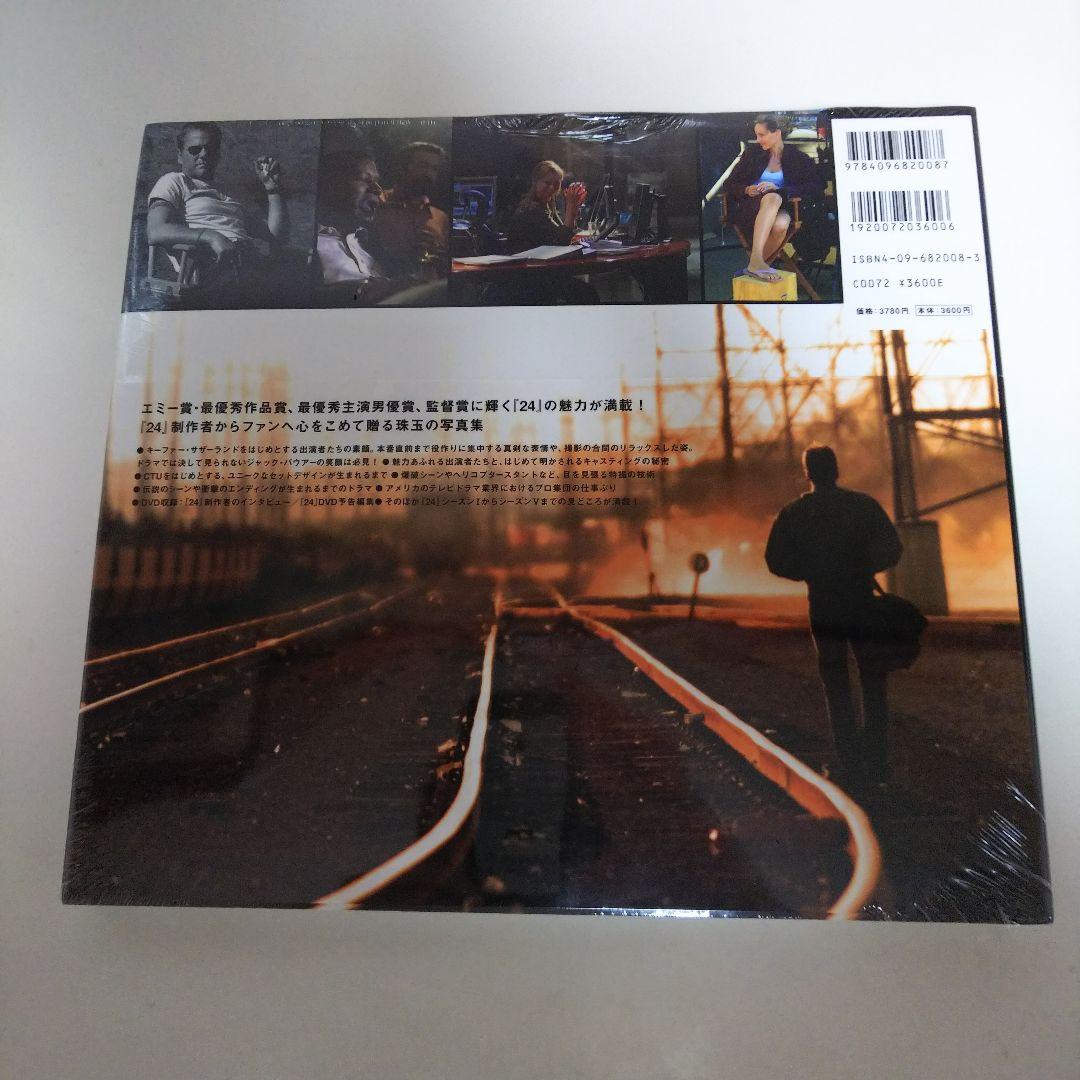 9784096820087
1920072036006
ISBN4-09-682008-3
C0072 ¥3600E
価格：3780円 本体：3600円
エミー賞・最優秀作品賞、最優秀主演男優賞、監督賞に輝く『24』の魅力が満載！
『24』制作者からファンへ心をこめて贈る珠玉の写真集
●キーファー・サザーランドをはじめとする出演者たちの素顔。本番直前まで役作りに集中する真剣な表情や、撮影の合間のリラックスした姿。
ドラマでは決して見られないジャック・バウアーの笑顔は必見！●魅力あふれる出演者たちと、はじめて明かされるキャスティングの秘密
●CTUをはじめとする、ユニークなセットデザインが生まれるまで●爆破シーンやヘリコプタースタントなど、目を見張る特撮の技術
●伝説のシーンや衝撃のエンディングが生まれるまでのドラマ●アメリカのテレビドラマ業界におけるプロ集団の仕事ぶり
●DVD収録：『24』制作者のインタビュー／『24』DVD予告編集●そのほか『24』シーズンIからシーズンVまでの見どころが満載！